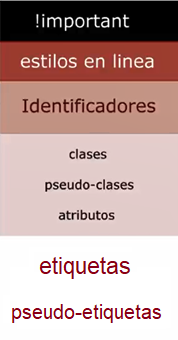 !important
estilos en linea
Identificadores
clases
pseudo-clases
atributos
etiquetas
pseudo-etiquetas